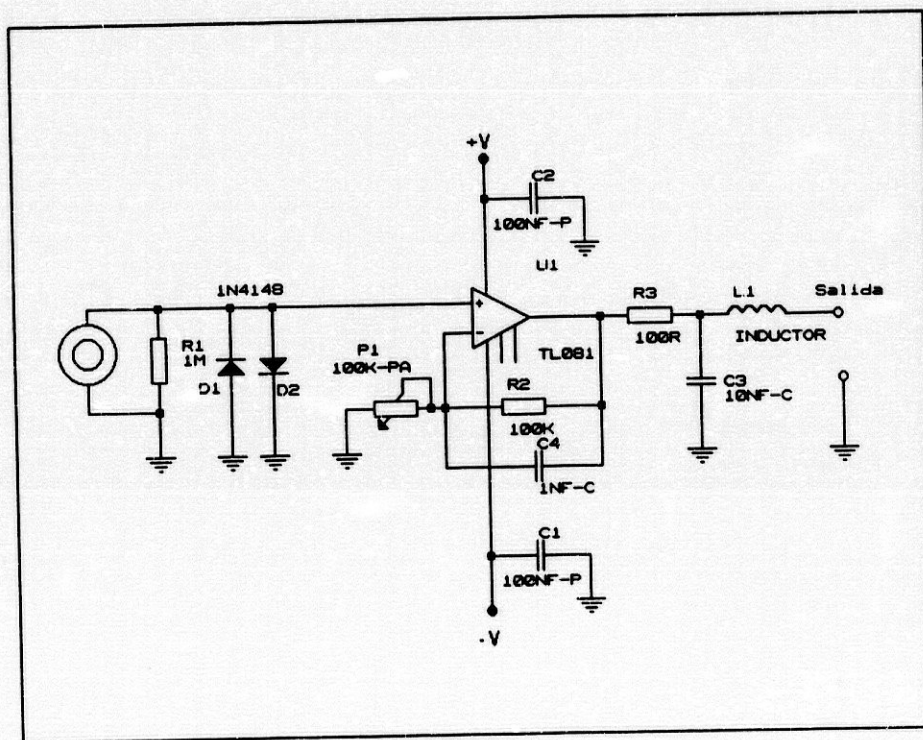 +V
C2
100NF-P
U1
1N4148
R1
1M
D1
D2
P1
100K-PA
+
-
TL081
R2
100K
C4
1NF-C
R3
100R
L1
INDUCTOR
Salida
C3
10NF-C
C1
100NF-P
-V